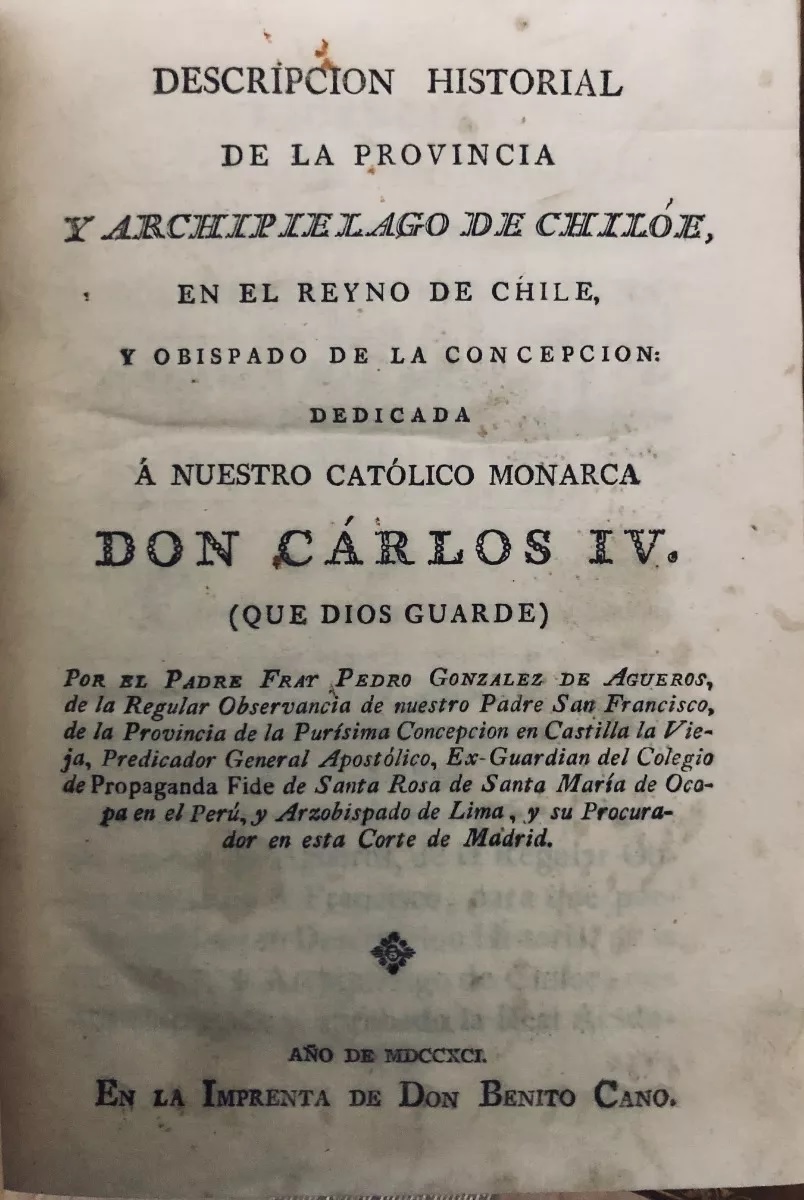 DESCRIPCION HISTORIAL
DE LA PROVINCIA
Y ARCHIPIELAGO DE CHILÓE,
EN EL REYNO DE CHILE,
Y OBISPADO DE LA CONCEPCION:
DEDICADA
Á NUESTRO CATÓLICO MONARCA
DON CÁRLOS IV.
(QUE DIOS GUARDE)
POR EL PADRE FRAY PEDRO GONZALEZ DE AGUEROS,
de la Regular Observancia de nuestro Padre San Francisco,
de la Provincia de la Purísima Concepcion en Castilla la Vie-
ja, Predicador General Apostólico, Ex-Guardian del Colegio
de Propaganda Fide de Santa Rosa de Santa María de Oco-
pa en el Perú, y Arzobispado de Lima, y su Procura-
dor en esta Corte de Madrid.
AÑO DE MDCCXCI.
EN LA IMPRENTA DE DON BENITO CANO.